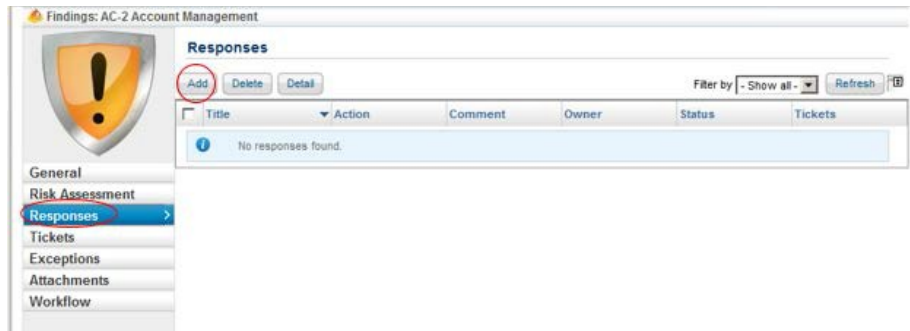 Findings: AC-2 Account Management
Responses
Add Delete Detail Filter by - Show all - Refresh
Title Action Comment Owner Status Tickets
No responses found.
General
Risk Assessment
Responses
Tickets
Exceptions
Attachments
Workflow